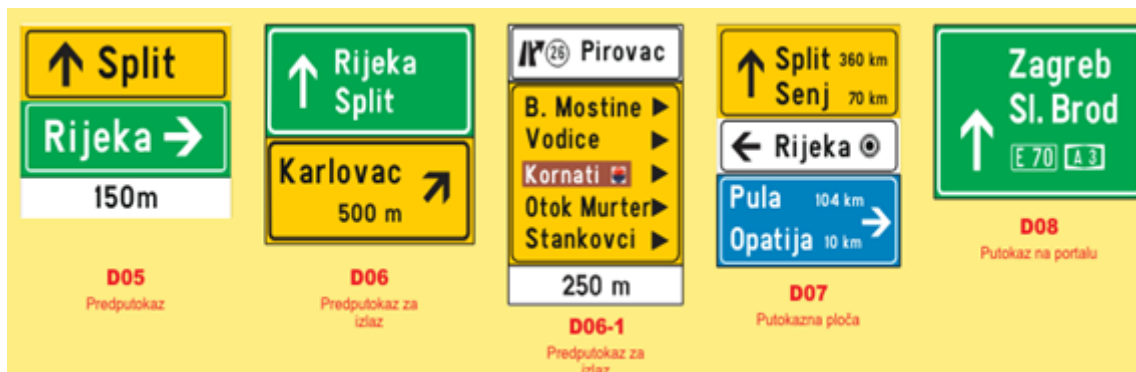 Split
Rijeka
150m
D05
Predputokaz
Rijeka
Split
Karlovac
500 m
D06
Predputokaz za
izlaz
26 Pirovac
B. Mostine
Vodice
Kornati
Otok Murter
Stankovci
250 m
D06-1
Predputokaz za
izlaz
Split 360 km
Senj 70 km
Rijeka
Pula 104 km
Opatija 10 km
D07
Putokazna ploča
Zagreb
Sl. Brod
E 70 A 3
D08
Putokaz na portalu